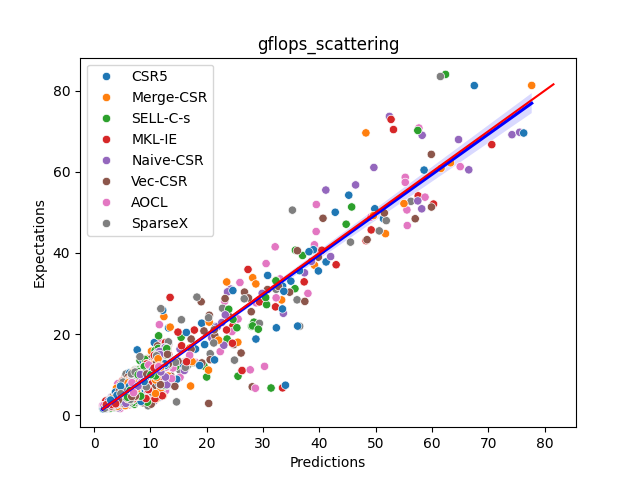 gflops_scattering
CSR5
Merge-CSR
SELL-C-s
MKL-IE
Naive-CSR
Vec-CSR
AOCL
SparseX
Expectations
80
60
40
20
0
0 10 20 30 40 50 60 70 80
Predictions